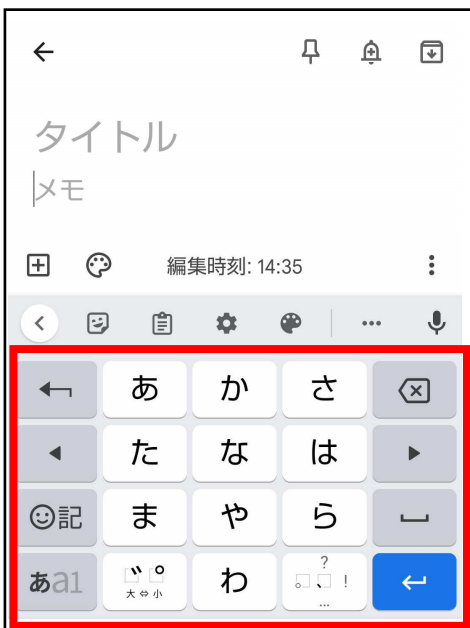 タイトル
メモ
編集時刻: 14:35
あ か さ
た な は
記 ま や ら
あa1 大⇔小 わ 。、?!…